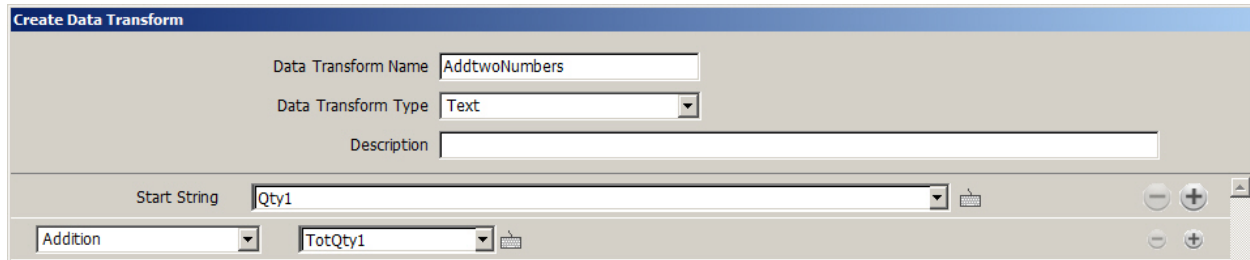 Create Data Transform
Data Transform Name AddtwoNumbers
Data Transform Type Text
Description
Start String Qty1
Addition TotQty1